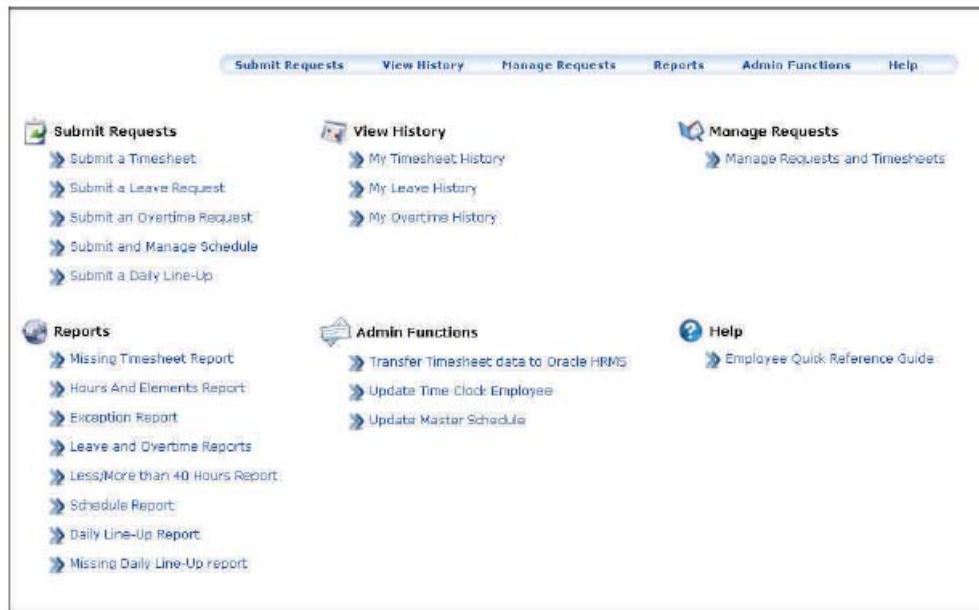 Submit Requests View History Manage Requests Reports Admin Functions Help
Submit Requests
Submit a Timesheet
Submit a Leave Request
Submit an Overtime Request
Submit and Manage Schedule
Submit a Daily Line-Up
View History
My Timesheet History
My Leave History
My Overtime History
Manage Requests
Manage Requests and Timesheets
Reports
Missing Timesheet Report
Hours And Elements Report
Exception Report
Leave and Overtime Reports
Less/More than 40 Hours Report
Schedule Report
Daily Line-Up Report
Missing Daily Line-Up report
Admin Functions
Transfer Timesheet data to Oracle HRMS
Update Time Clock Employee
Update Master Schedule
Help
Employee Quick Reference Guide